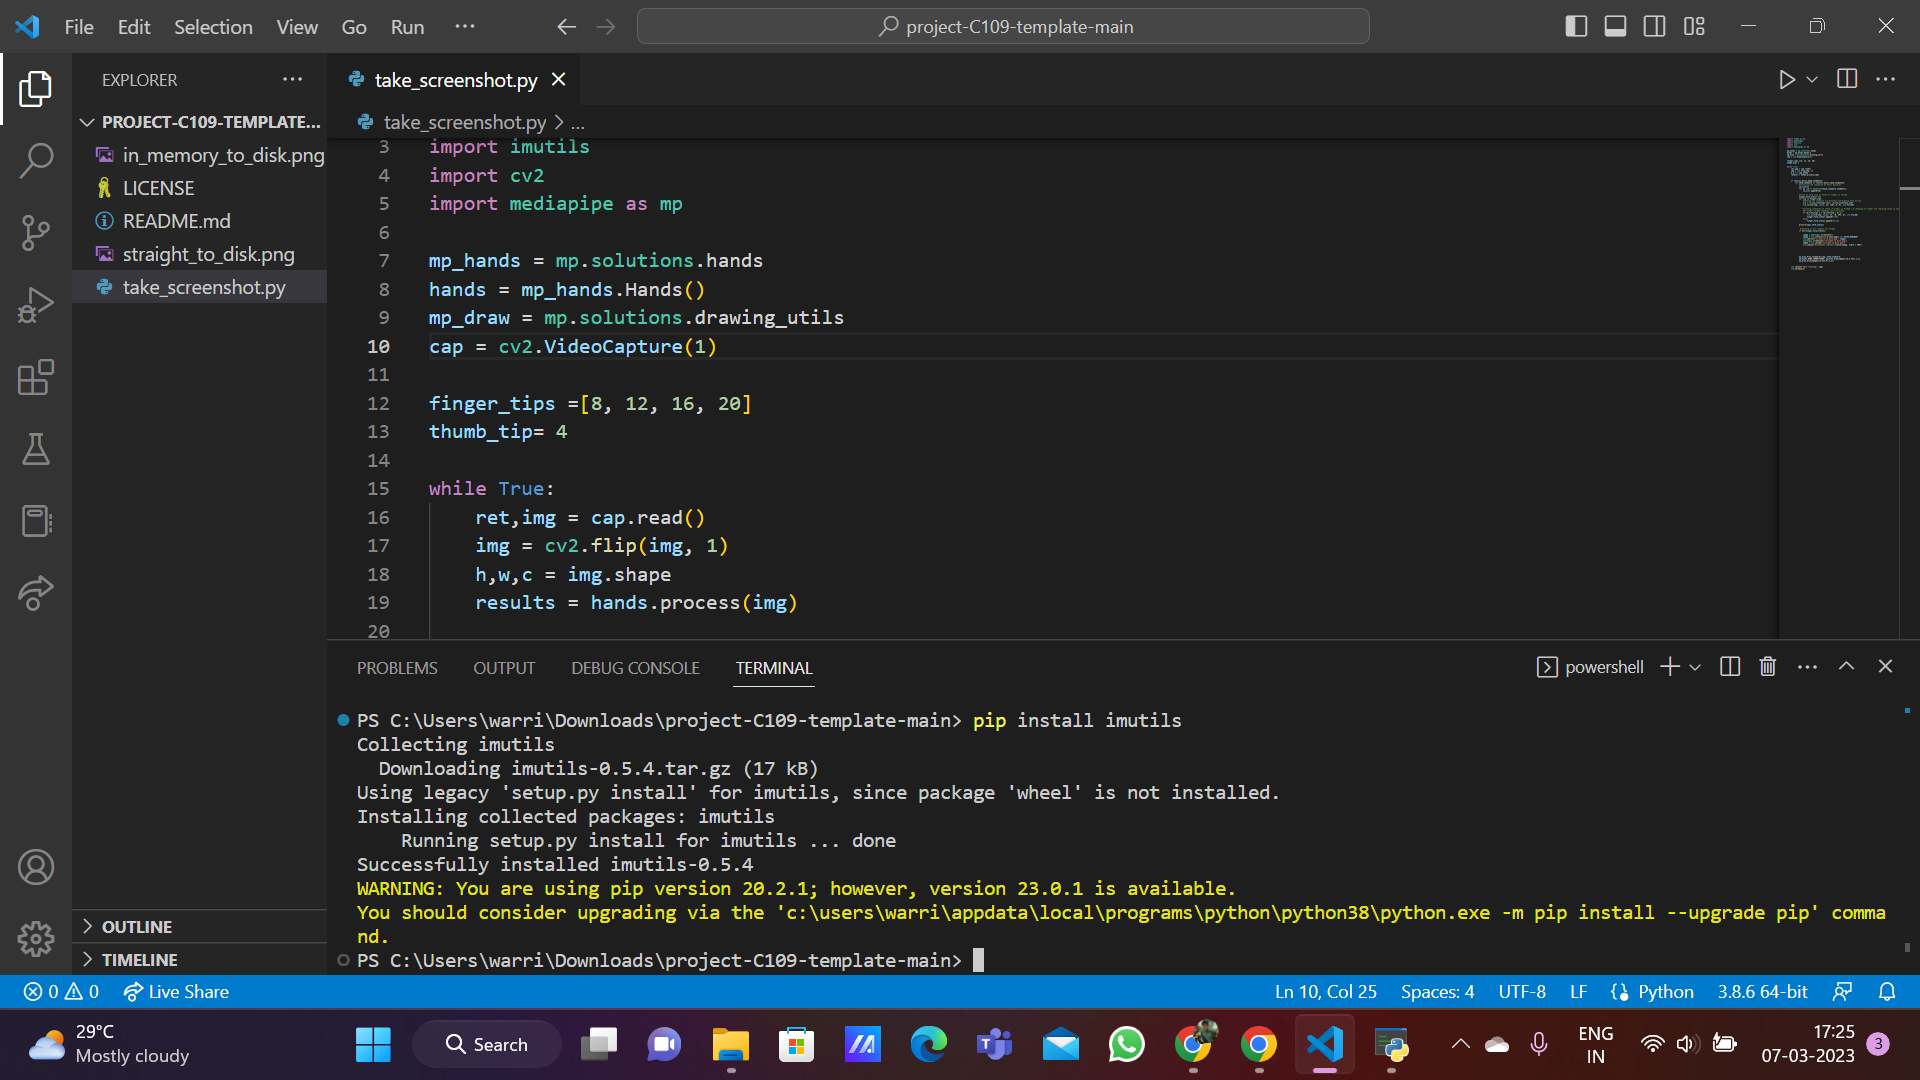 File Edit Selection View Go Run ···
project-C109-template-main
EXPLORER
PROJECT-C109-TEMPLATE...
in_memory_to_disk.png
LICENSE
README.md
straight_to_disk.png
take_screenshot.py
OUTLINE
TIMELINE
take_screenshot.py
take_screenshot.py > ...
3 import imutils
4 import cv2
5 import mediapipe as mp
6
7 mp_hands = mp.solutions.hands
8 hands = mp_hands.Hands()
9 mp_draw = mp.solutions.drawing_utils
10 cap = cv2.VideoCapture(1)
11
12 finger_tips =[8, 12, 16, 20]
13 thumb_tip= 4
14
15 while True:
16 ret,img = cap.read()
17 img = cv2.flip(img, 1)
18 h,w,c = img.shape
19 results = hands.process(img)
20
PROBLEMS OUTPUT DEBUG CONSOLE TERMINAL
powershell
PS C:\Users\warri\Downloads\project-C109-template-main> pip install imutils
Collecting imutils
Downloading imutils-0.5.4.tar.gz (17 kB)
Using legacy 'setup.py install' for imutils, since package 'wheel' is not installed.
Installing collected packages: imutils
Running setup.py install for imutils ... done
Successfully installed imutils-0.5.4
WARNING: You are using pip version 20.2.1; however, version 23.0.1 is available.
You should consider upgrading via the 'c:\users\warri\appdata\local\programs\python\python38\python.exe -m pip install --upgrade pip' comma
nd.
PS C:\Users\warri\Downloads\project-C109-template-main>
0 0 Live Share
Ln 10, Col 25 Spaces: 4 UTF-8 LF Python 3.8.6 64-bit
29°C
Mostly cloudy
Search
ENG
IN
17:25
07-03-2023
3